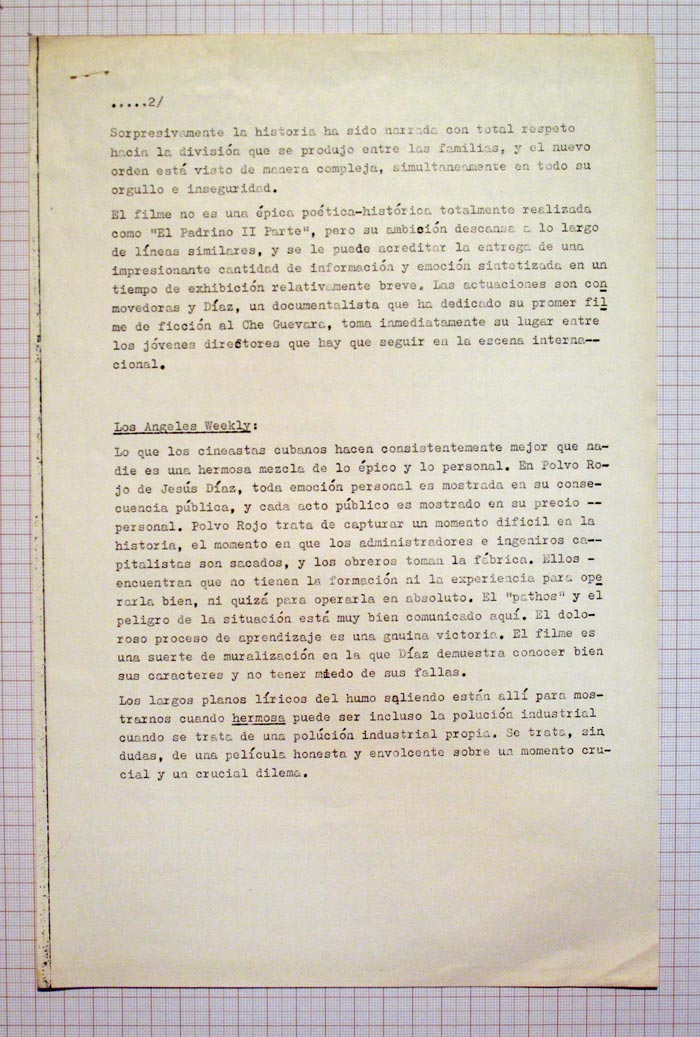 .....2/
Sorpresivamente la historia ha sido narrada con total respeto
hacia la división que se produjo entre las familias, y el nuevo
orden está visto de manera compleja, simultaneamente en todo su
orgullo e inseguridad.
El filme no es una épica poética-histórica totalmente realizada
como "El Padrino II Parte", pero su ambición descansa a lo largo
de líneas similares, y se le puede acreditar la entrega de una
impresionante cantidad de información y emoción sintetizada en un
tiempo de exhibición relativamente breve. Las actuaciones son con
movedoras y Díaz, un documentalista que ha dedicado su promer fil
me de ficción al Che Guevara, toma inmediatamente su lugar entre
los jóvenes directores que hay que seguir en la escena interna--
cional.
Los Angeles Weekly:
Lo que los cineastas cubanos hacen consistentemente mejor que na-
die es una hermosa mezcla de lo épico y lo personal. En Polvo Ro-
jo de Jesús Díaz, toda emoción personal es mostrada en su conse-
cuencia pública, y cada acto público es mostrado en su precio --
personal. Polvo Rojo trata de capturar un momento dificil en la
historia, el momento en que los administradores e ingeniros ca--
pitalistas son sacados, y los obreros toman la fábrica. Ellos -
encuentran que no tienen la formación ni la experiencia para ope
rarla bien, ni quizá para operarla en absoluto. El "pathos" y el
peligro de la situación está muy bien comunicado aquí. El dolo-
roso proceso de aprendizaje es una gnuina victoria. El filme es
una suerte de muralización en la que Díaz demuestra conocer bien
sus caracteres y no tener miedo de sus fallas.
Los largos planos líricos del humo saliendo están allí para mos-
trarnos cuando hermosa puede ser incluso la polución industrial
cuando se trata de una polúción industrial propia. Se trata, sin
dudas, de una película honesta y envolcente sobre un momento cru-
cial y un crucial dilema.